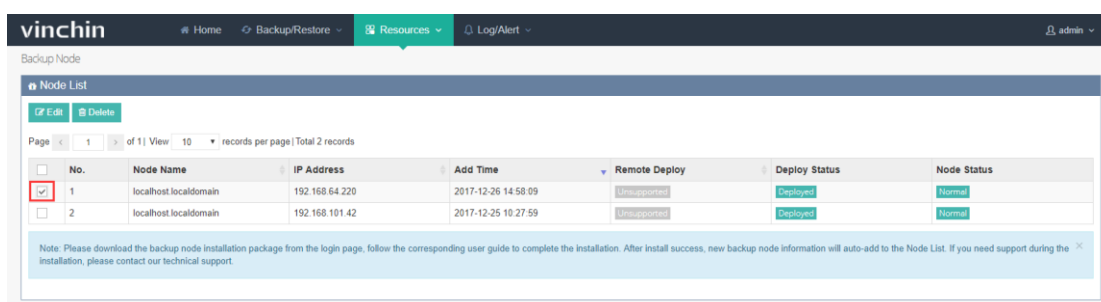 vinchin Home Backup/Restore Resources Log/Alert admin
Backup Node
Node List
Edit Delete
Page 1 of 1 | View 10 records per page | Total 2 records
No. Node Name IP Address Add Time Remote Deploy Deploy Status Node Status
1 localhost.localdomain 192.168.64.220 2017-12-26 14:58:09 Unsupported Deployed Normal
2 localhost.localdomain 192.168.101.42 2017-12-25 10:27:59 Unsupported Deployed Normal
Note: Please download the backup node installation package from the login page, follow the corresponding user guide to complete the installation. After install success, new backup node information will auto-add to the Node List. If you need support during the
installation, please contact our technical support.